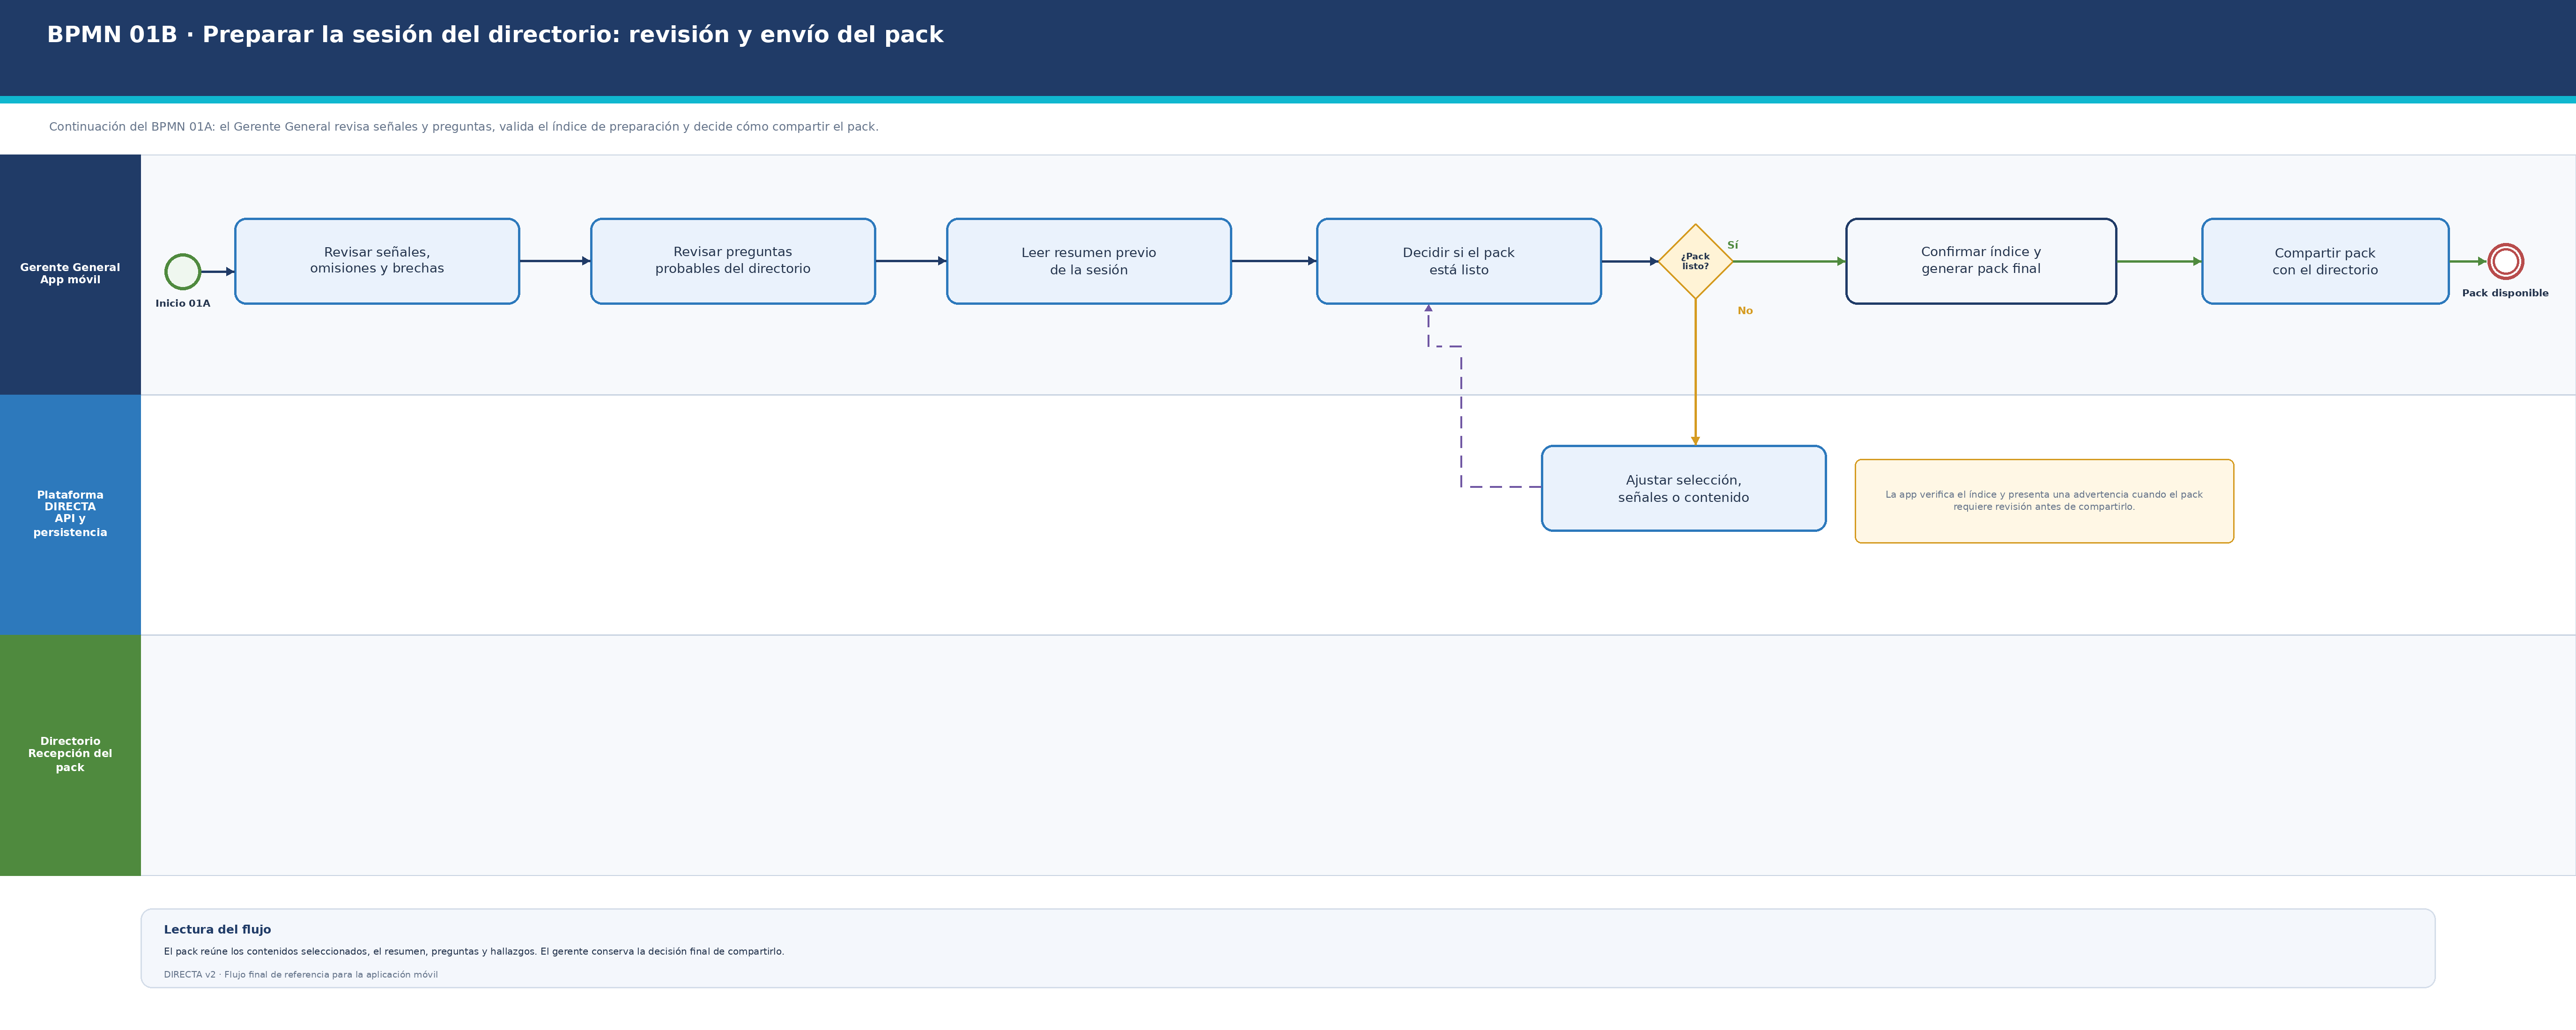 BPMN 01B · Preparar la sesión del directorio: revisión y envío del pack
Continuación del BPMN 01A: el Gerente General revisa señales y preguntas, valida el índice de preparación y decide cómo compartir el pack.
Gerente General
App móvil
Inicio 01A
Revisar señales,
omisiones y brechas
Revisar preguntas
probables del directorio
Leer resumen previo
de la sesión
Decidir si el pack
está listo
¿Pack
listo?
Sí
No
Confirmar índice y
generar pack final
Compartir pack
con el directorio
Pack disponible
Plataforma
DIRECTA
API y
persistencia
Ajustar selección,
señales o contenido
La app verifica el índice y presenta una advertencia cuando el pack
requiere revisión antes de compartirlo.
Directorio
Recepción del
pack
Lectura del flujo
El pack reúne los contenidos seleccionados, el resumen, preguntas y hallazgos. El gerente conserva la decisión final de compartirlo.
DIRECTA v2 · Flujo final de referencia para la aplicación móvil